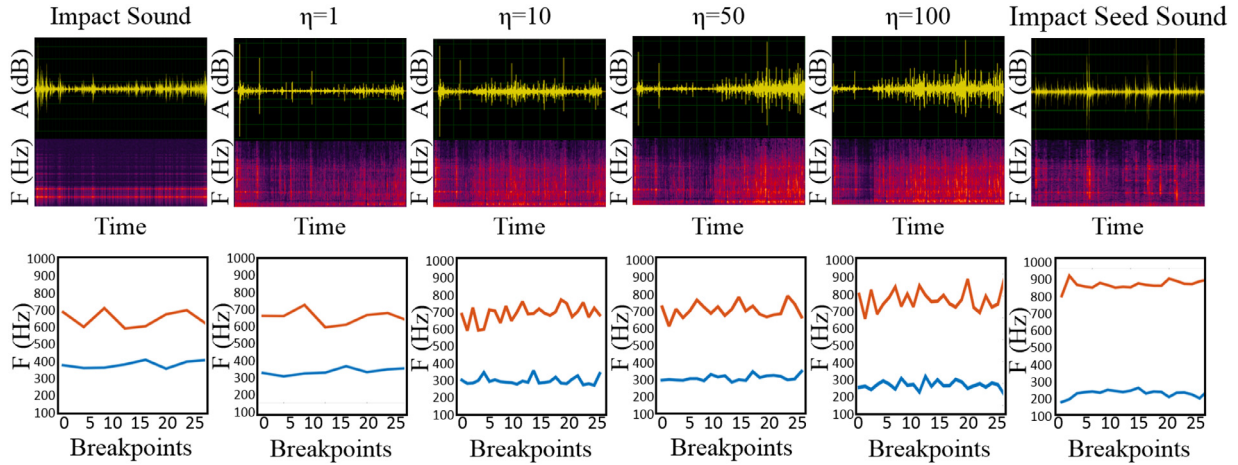 Impact Sound η=1 η=10 η=50 η=100 Impact Seed Sound
A (dB) A (dB) A (dB) A (dB) A (dB) A (dB)
F (Hz) F (Hz) F (Hz) F (Hz) F (Hz) F (Hz)
Time Time Time Time Time Time
1000 1000 1000 1000 1000 1000
900 900 900 900 900 900
800 800 800 800 800 800
700 700 700 700 700 700
600 600 600 600 600 600
500 500 500 500 500 500
400 400 400 400 400 400
300 300 300 300 300 300
200 200 200 200 200 200
100 100 100 100 100 100
F (Hz) F (Hz) F (Hz) F (Hz) F (Hz) F (Hz)
0 5 10 15 20 25 0 5 10 15 20 25 0 5 10 15 20 25 0 5 10 15 20 25 0 5 10 15 20 25 0 5 10 15 20 25
Breakpoints Breakpoints Breakpoints Breakpoints Breakpoints Breakpoints